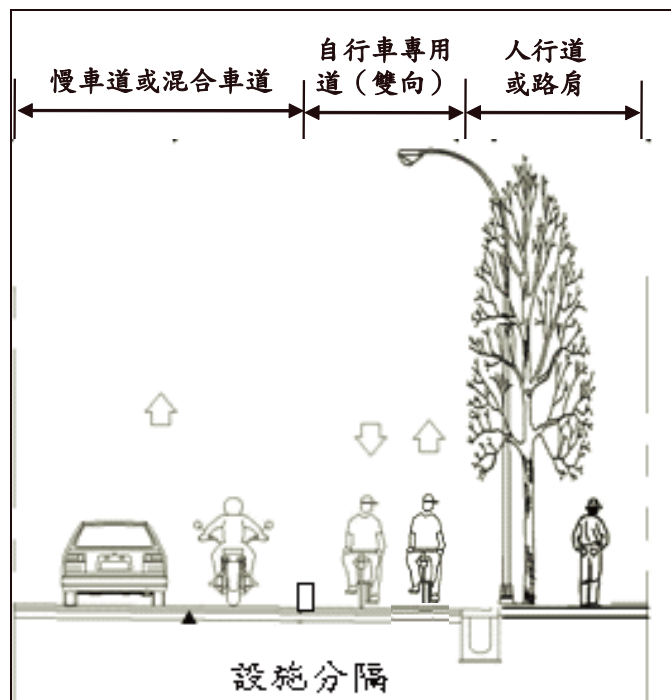 慢車道或混合車道
自行車專用
道（雙向）
人行道
或路肩
設施分隔